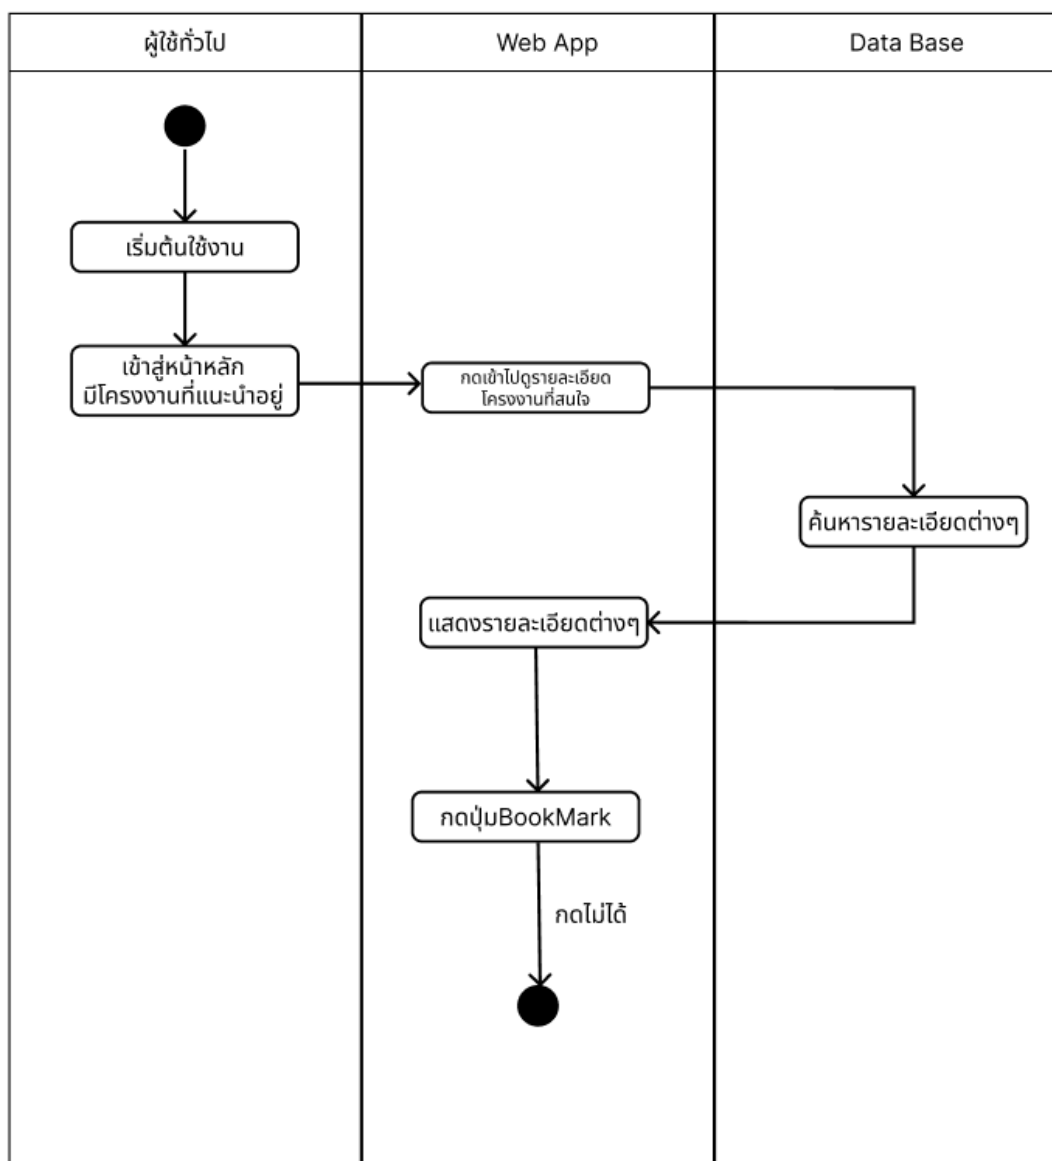 ผู้ใช้ทั่วไป
Web App
Data Base
เริ่มต้นใช้งาน
เข้าสู่หน้าหลัก
มีโครงงานที่แนะนำอยู่
กดเข้าไปดูรายละเอียด
โครงงานที่สนใจ
ค้นหารายละเอียดต่างๆ
แสดงรายละเอียดต่างๆ
กดปุ่มBookMark
กดไม่ได้